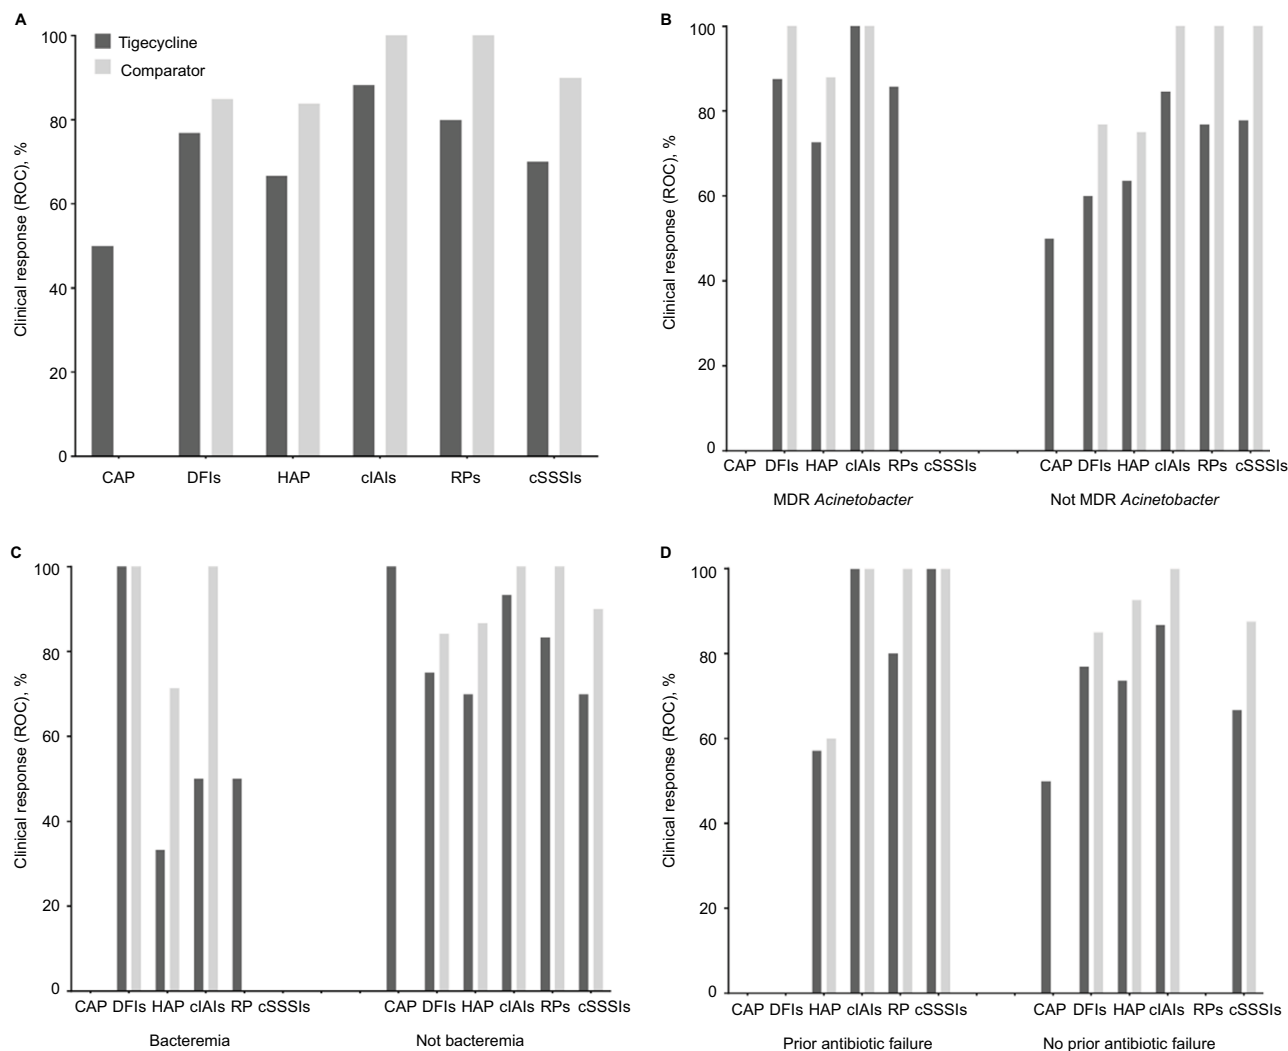 A
Clinical response (ROC), %
100
80
60
40
20
0
Tigecycline
Comparator
CAP DFIs HAP cIAIs RPs cSSSIs
B
Clinical response (ROC), %
100
80
60
40
20
0
CAP DFIs HAP cIAIs RPs cSSSIs CAP DFIs HAP cIAIs RPs cSSSIs
MDR Acinetobacter Not MDR Acinetobacter
C
Clinical response (ROC), %
100
80
60
40
20
0
CAP DFIs HAP cIAIs RP cSSSIs CAP DFIs HAP cIAIs RPs cSSSIs
Bacteremia Not bacteremia
D
Clinical response (ROC), %
100
80
60
40
20
0
CAP DFIs HAP cIAIs RP cSSSIs CAP DFIs HAP cIAIs RPs cSSSIs
Prior antibiotic failure No prior antibiotic failure